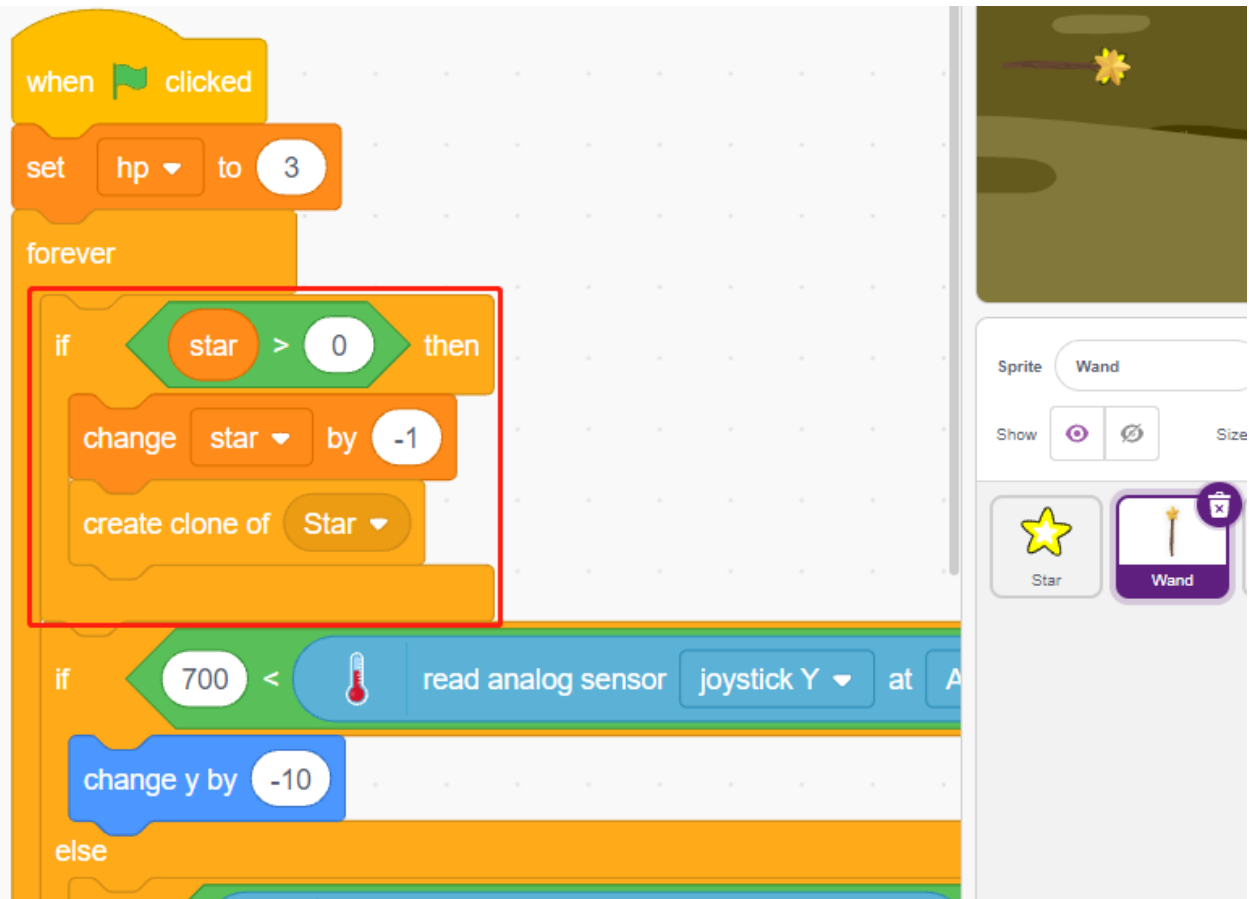 when clicked
set hp to 3
forever
if star > 0 then
change star by -1
create clone of Star
if 700 < read analog sensor joystick Y at A
change y by -10
else
Sprite Wand
Show Size
Star Wand